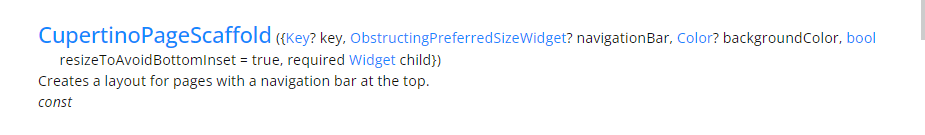 CupertinoPageScaffold ({Key? key, ObstructingPreferredSizeWidget? navigationBar, Color? backgroundColor, bool
resizeToAvoidBottomInset = true, required Widget child})
Creates a layout for pages with a navigation bar at the top.
const